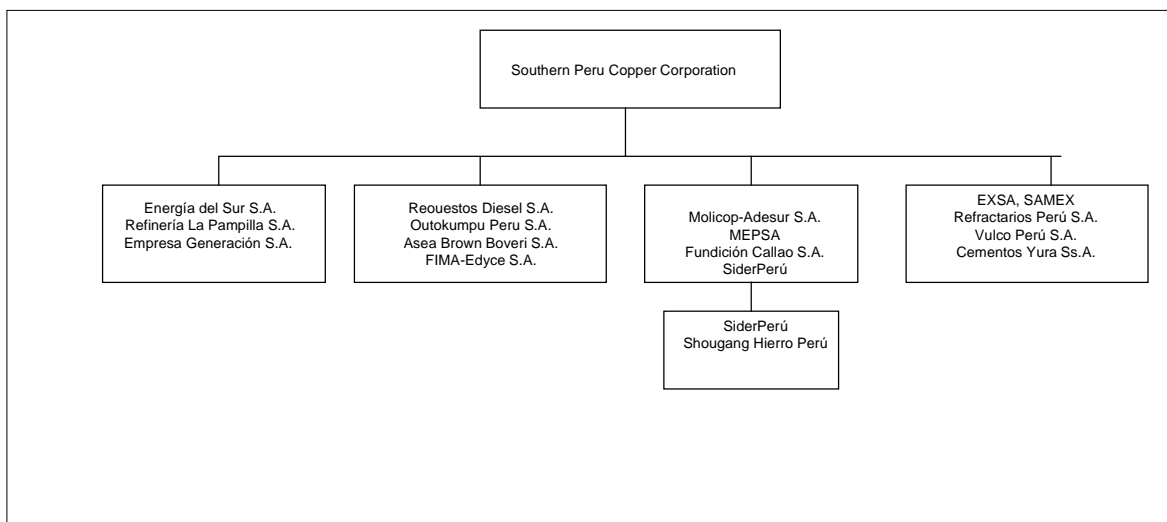 Southern Peru Copper Corporation
Energía del Sur S.A.
Refinería La Pampilla S.A.
Empresa Generación S.A.
Reouestos Diesel S.A.
Outokumpu Peru S.A.
Asea Brown Boveri S.A.
FIMA-Edyce S.A.
Molicop-Adesur S.A.
MEPSA
Fundición Callao S.A.
SiderPerú
EXSA, SAMEX
Refractarios Perú S.A.
Vulco Perú S.A.
Cementos Yura Ss.A.
SiderPerú
Shougang Hierro Perú